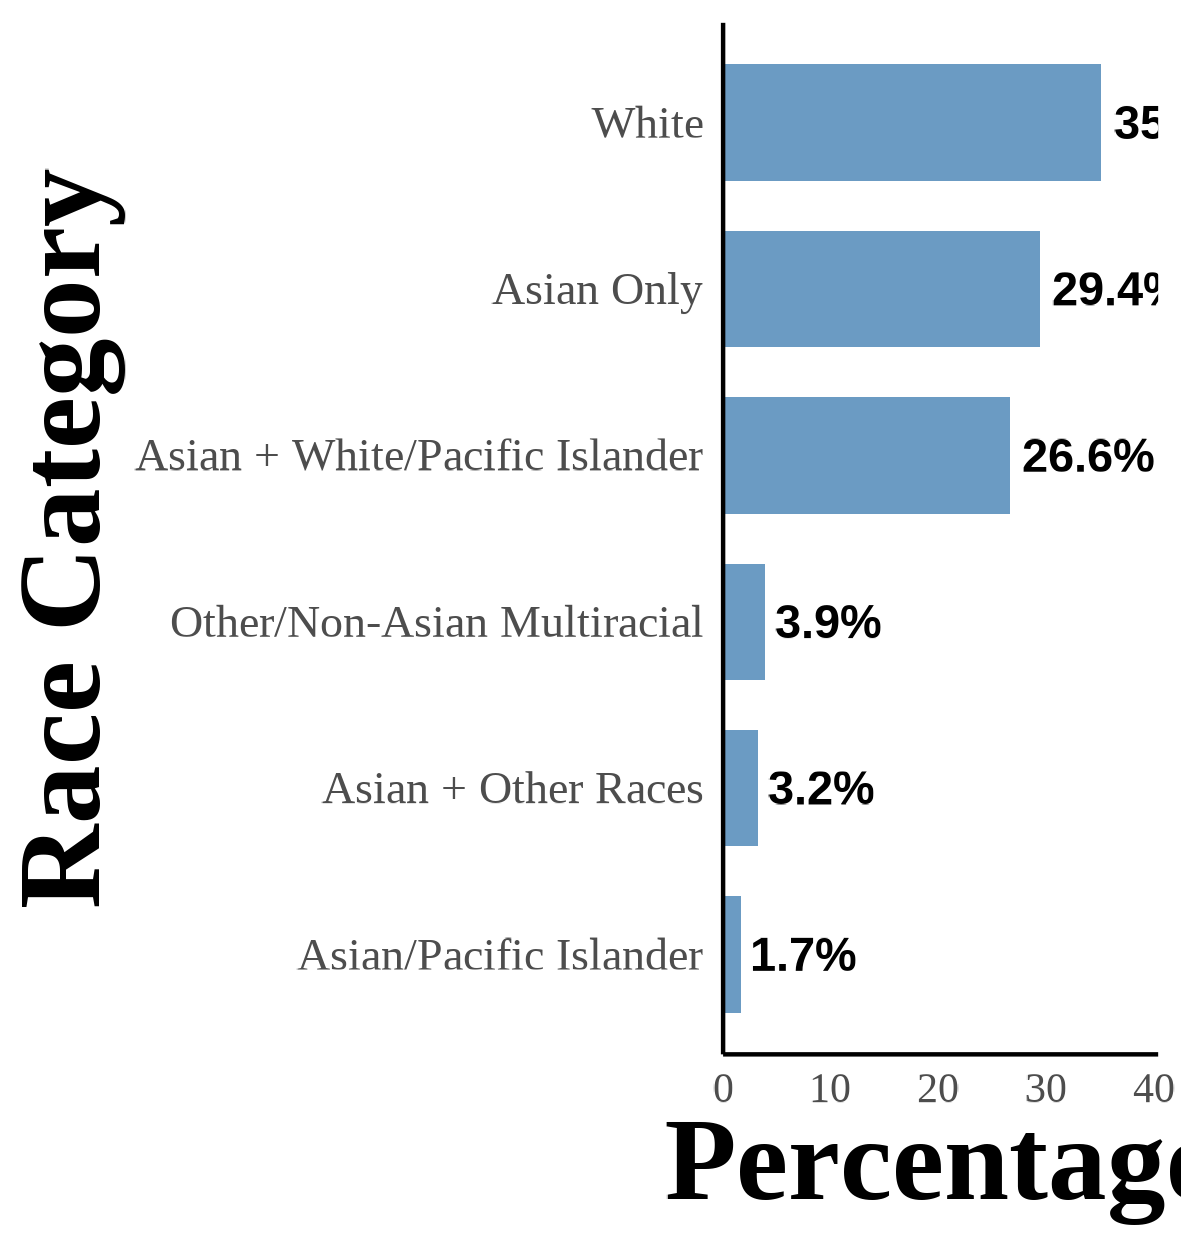 Race Category
White 35
Asian Only 29.4%
Asian + White/Pacific Islander 26.6%
Other/Non-Asian Multiracial 3.9%
Asian + Other Races 3.2%
Asian/Pacific Islander 1.7%
0 10 20 30 40
Percentage